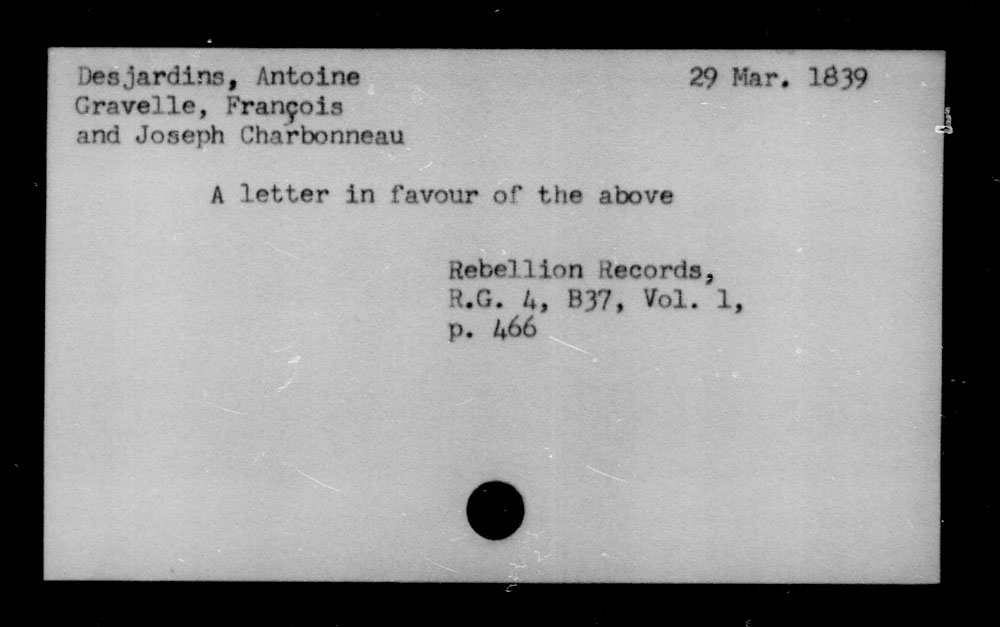 Desjardins, Antoine 29 Mar. 1839
Gravelle, François
and Joseph Charbonneau
A letter in favour of the above
Rebellion Records,
R.G. 4, B37, Vol. 1,
p. 466